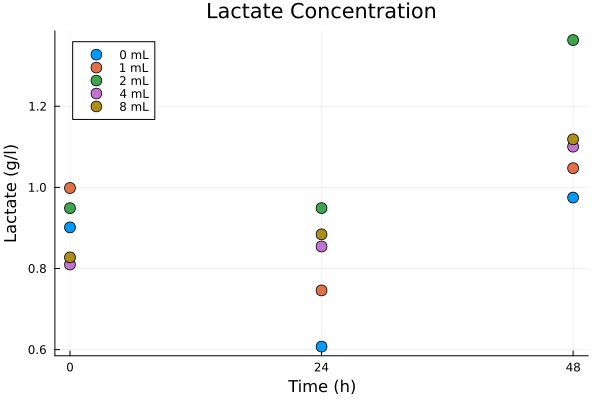 Lactate Concentration
0 mL
1 mL
2 mL
4 mL
8 mL
1.2
1.0
0.8
0.6
Lactate (g/l)
0 24 48
Time (h)